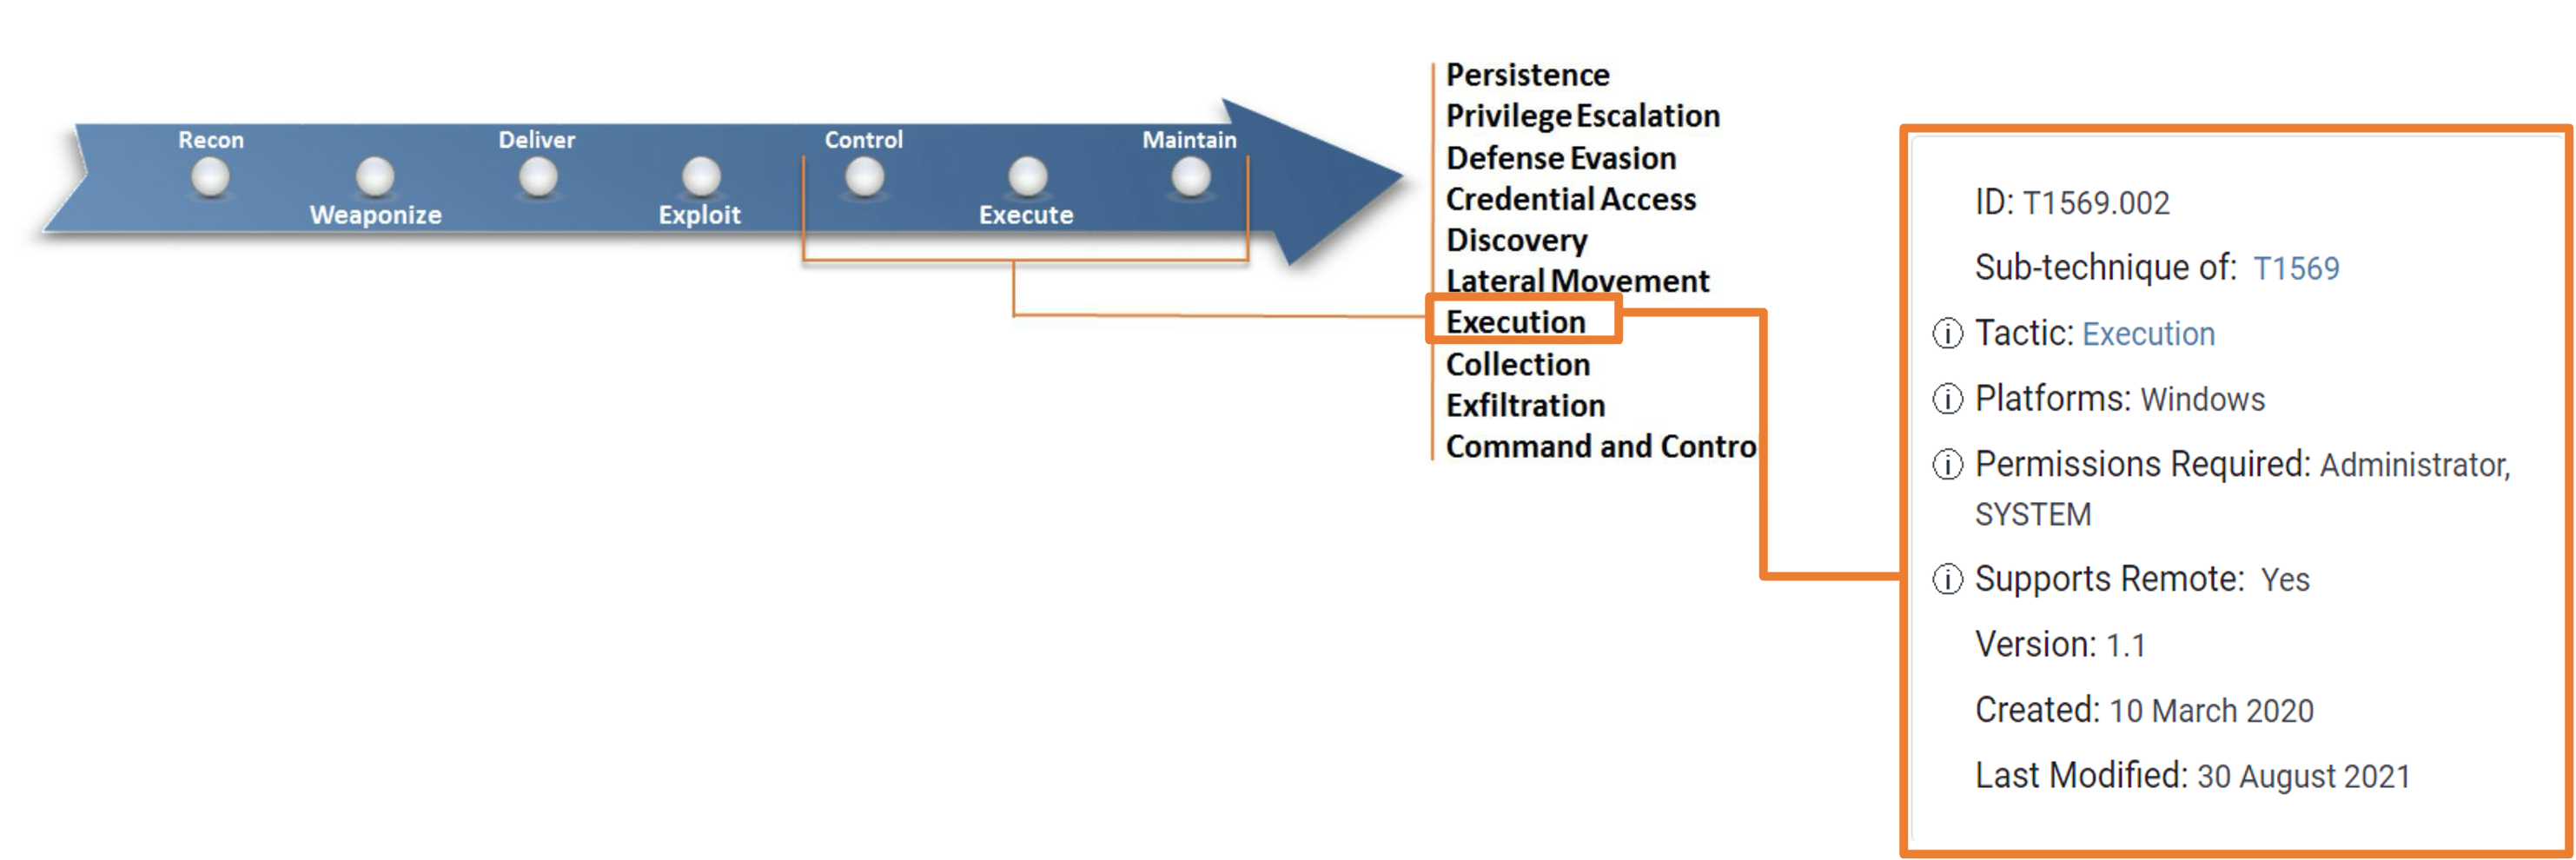 Recon
Weaponize
Deliver
Exploit
Control
Execute
Maintain
Persistence
Privilege Escalation
Defense Evasion
Credential Access
Discovery
Lateral Movement
Execution
Collection
Exfiltration
Command and Contro
ID: T1569.002
Sub-technique of: T1569
Tactic: Execution
Platforms: Windows
Permissions Required: Administrator,
SYSTEM
Supports Remote: Yes
Version: 1.1
Created: 10 March 2020
Last Modified: 30 August 2021